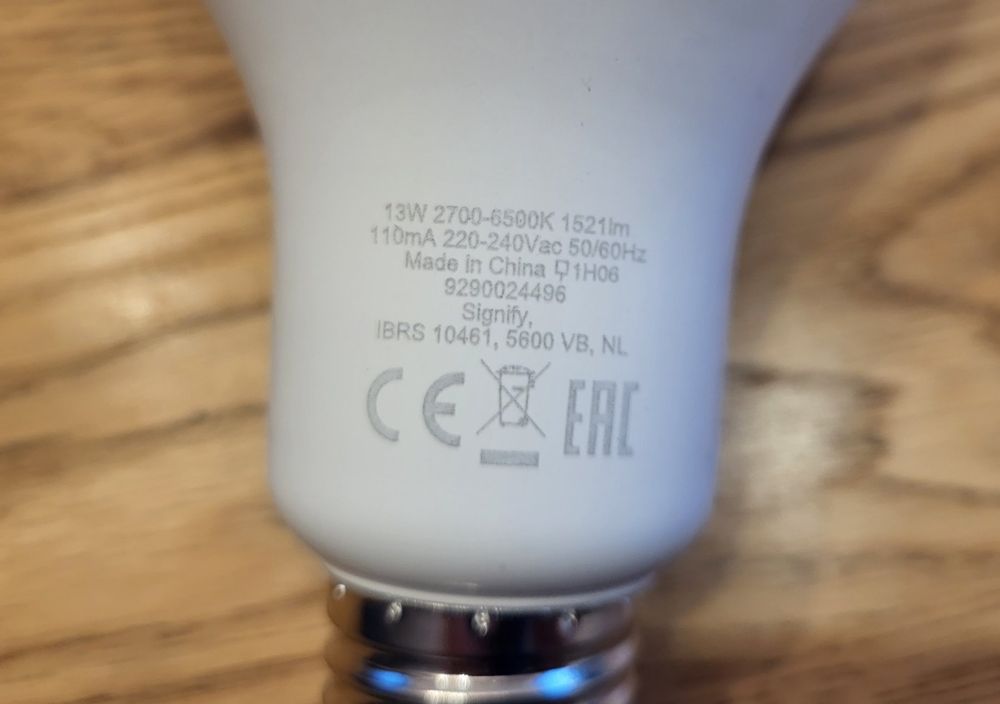 13W 2700-6500K 1521lm
110mA 220-240Vac 50/60Hz
Made in China 1H06
9290024496
Signify,
IBRS 10461, 5600 VB, NL
CE EAC